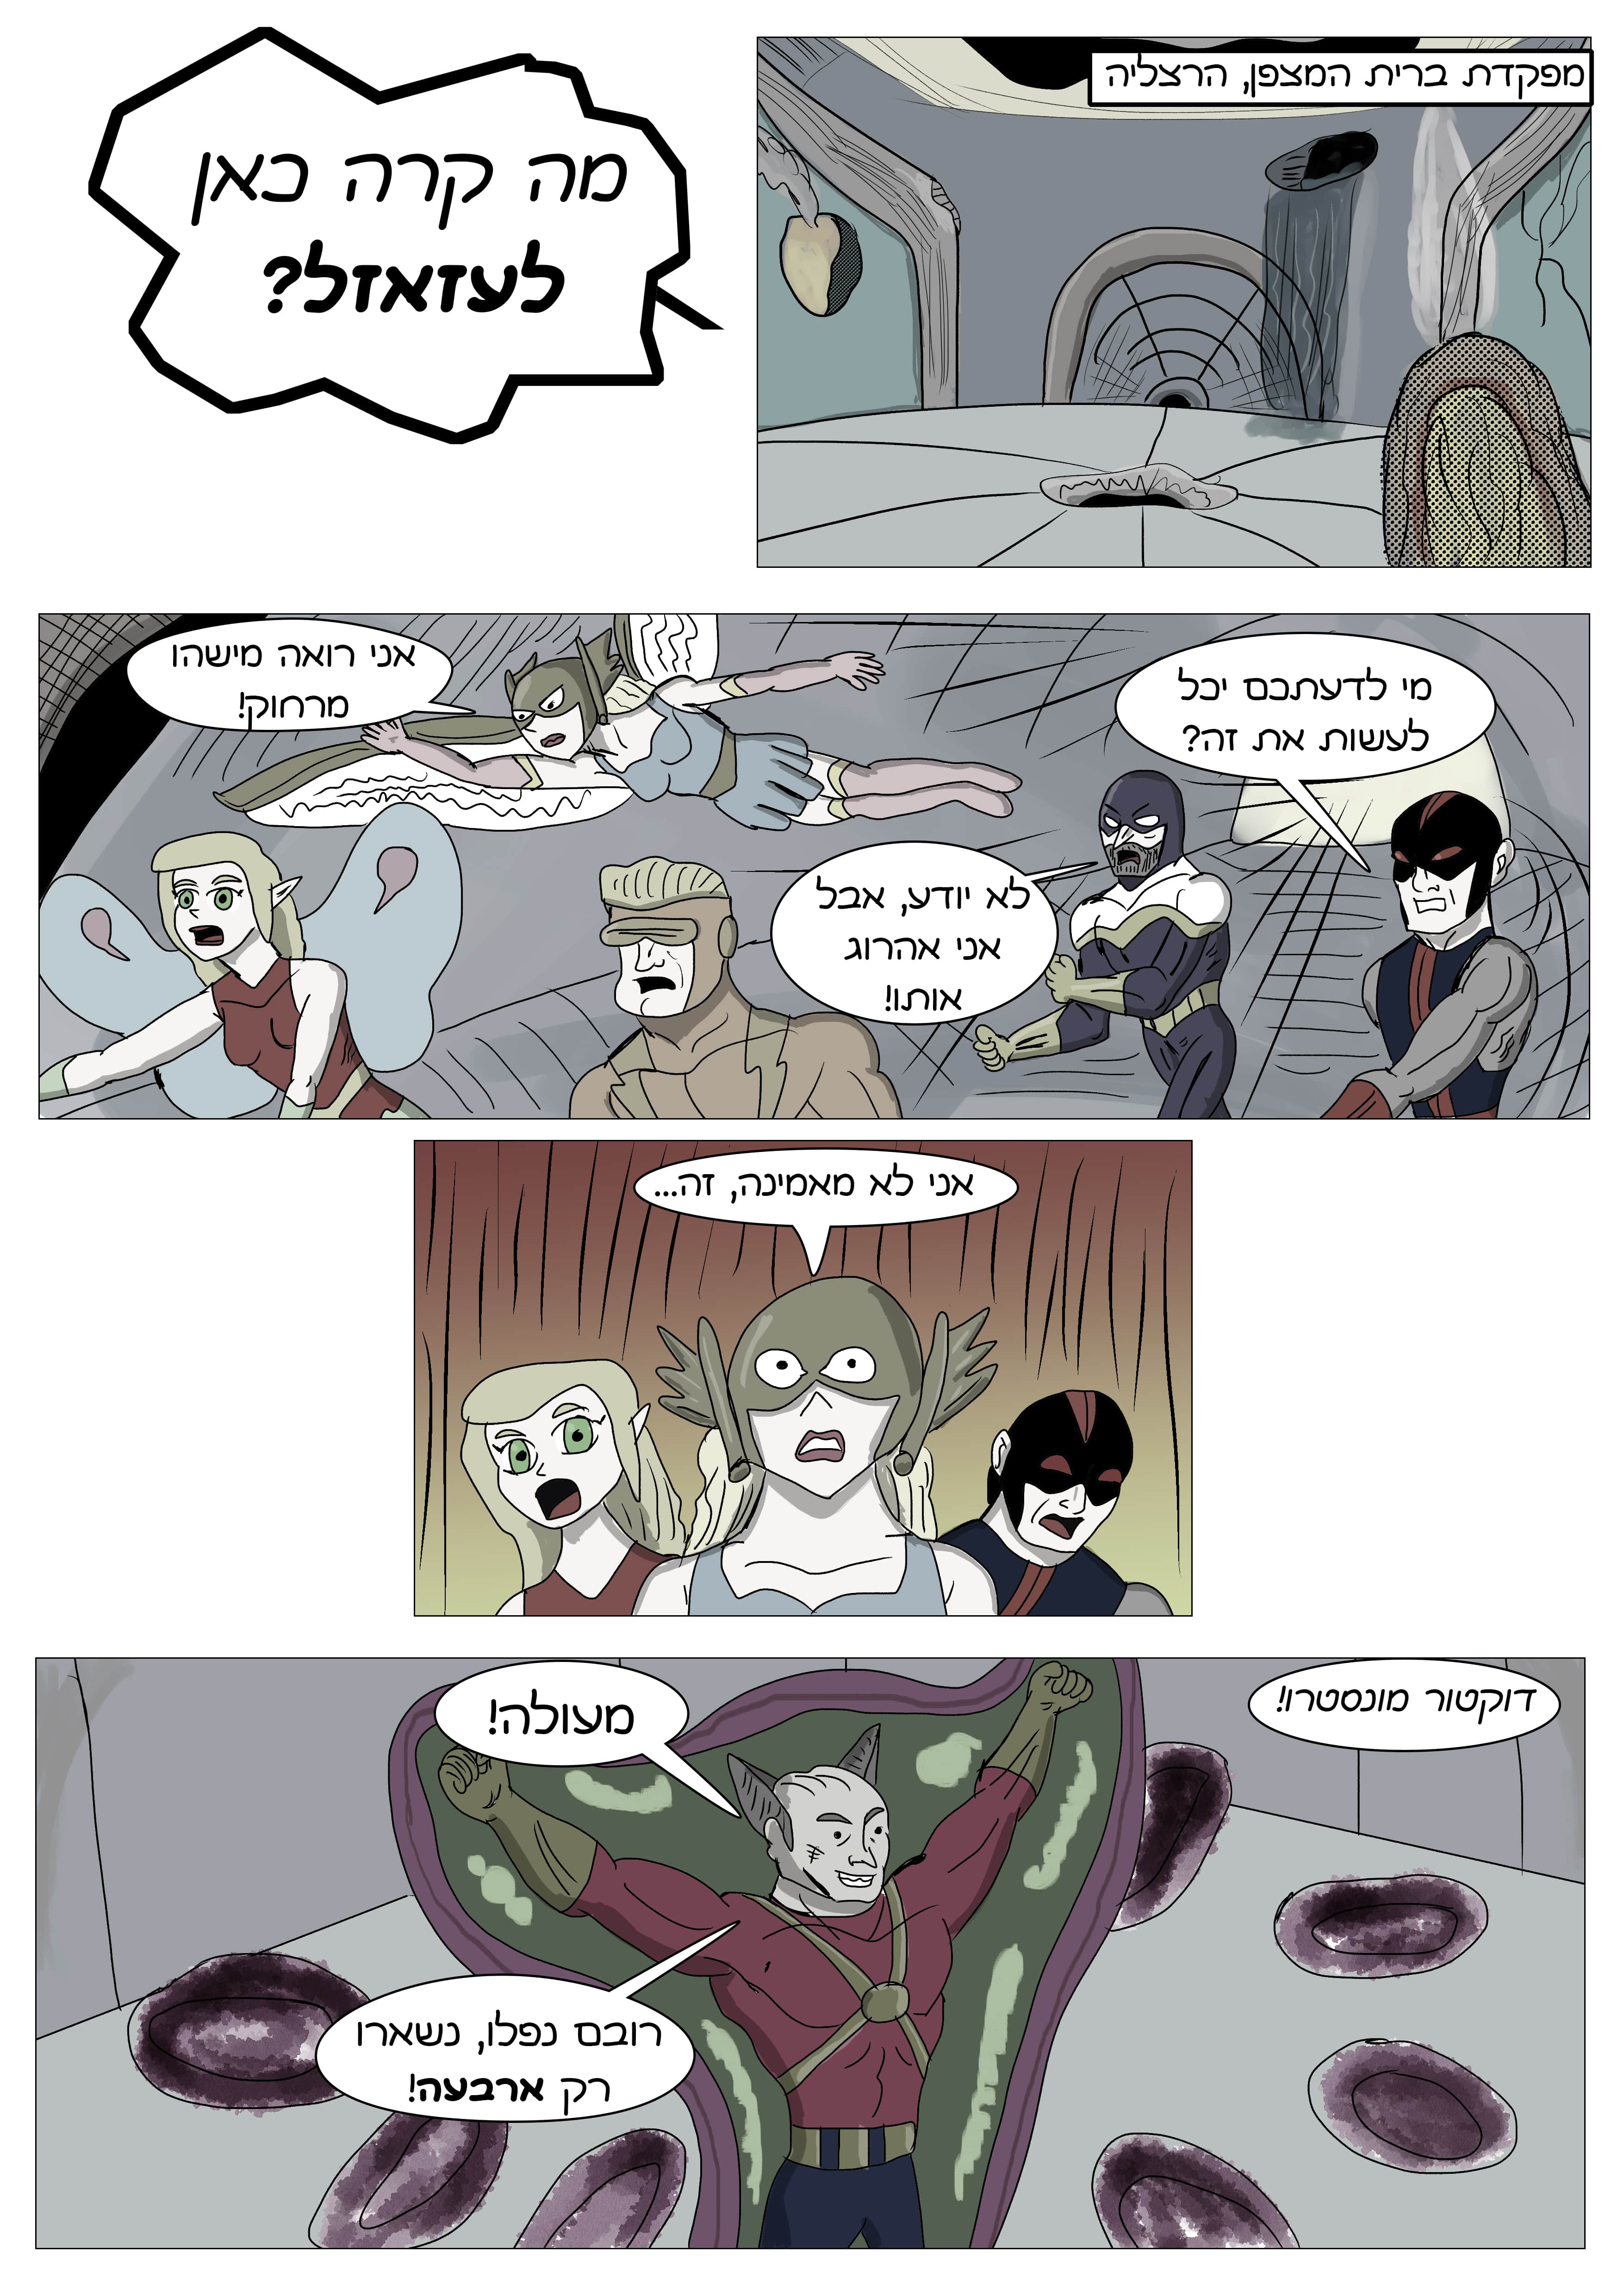 מפקדת ברית המצפן, הרצליה
מה קרה כאן
לעזאזל?
מי לדעתכם יכל
לעשות את זה?
לא יודע, אבל
אני אהרוג
אותו!
אני רואה מישהו
מרחוק!
אני לא מאמינה, זה...
דוקטור מונסטרו!
מעולה!
רובם נפלו, נשארו
רק ארבעה!